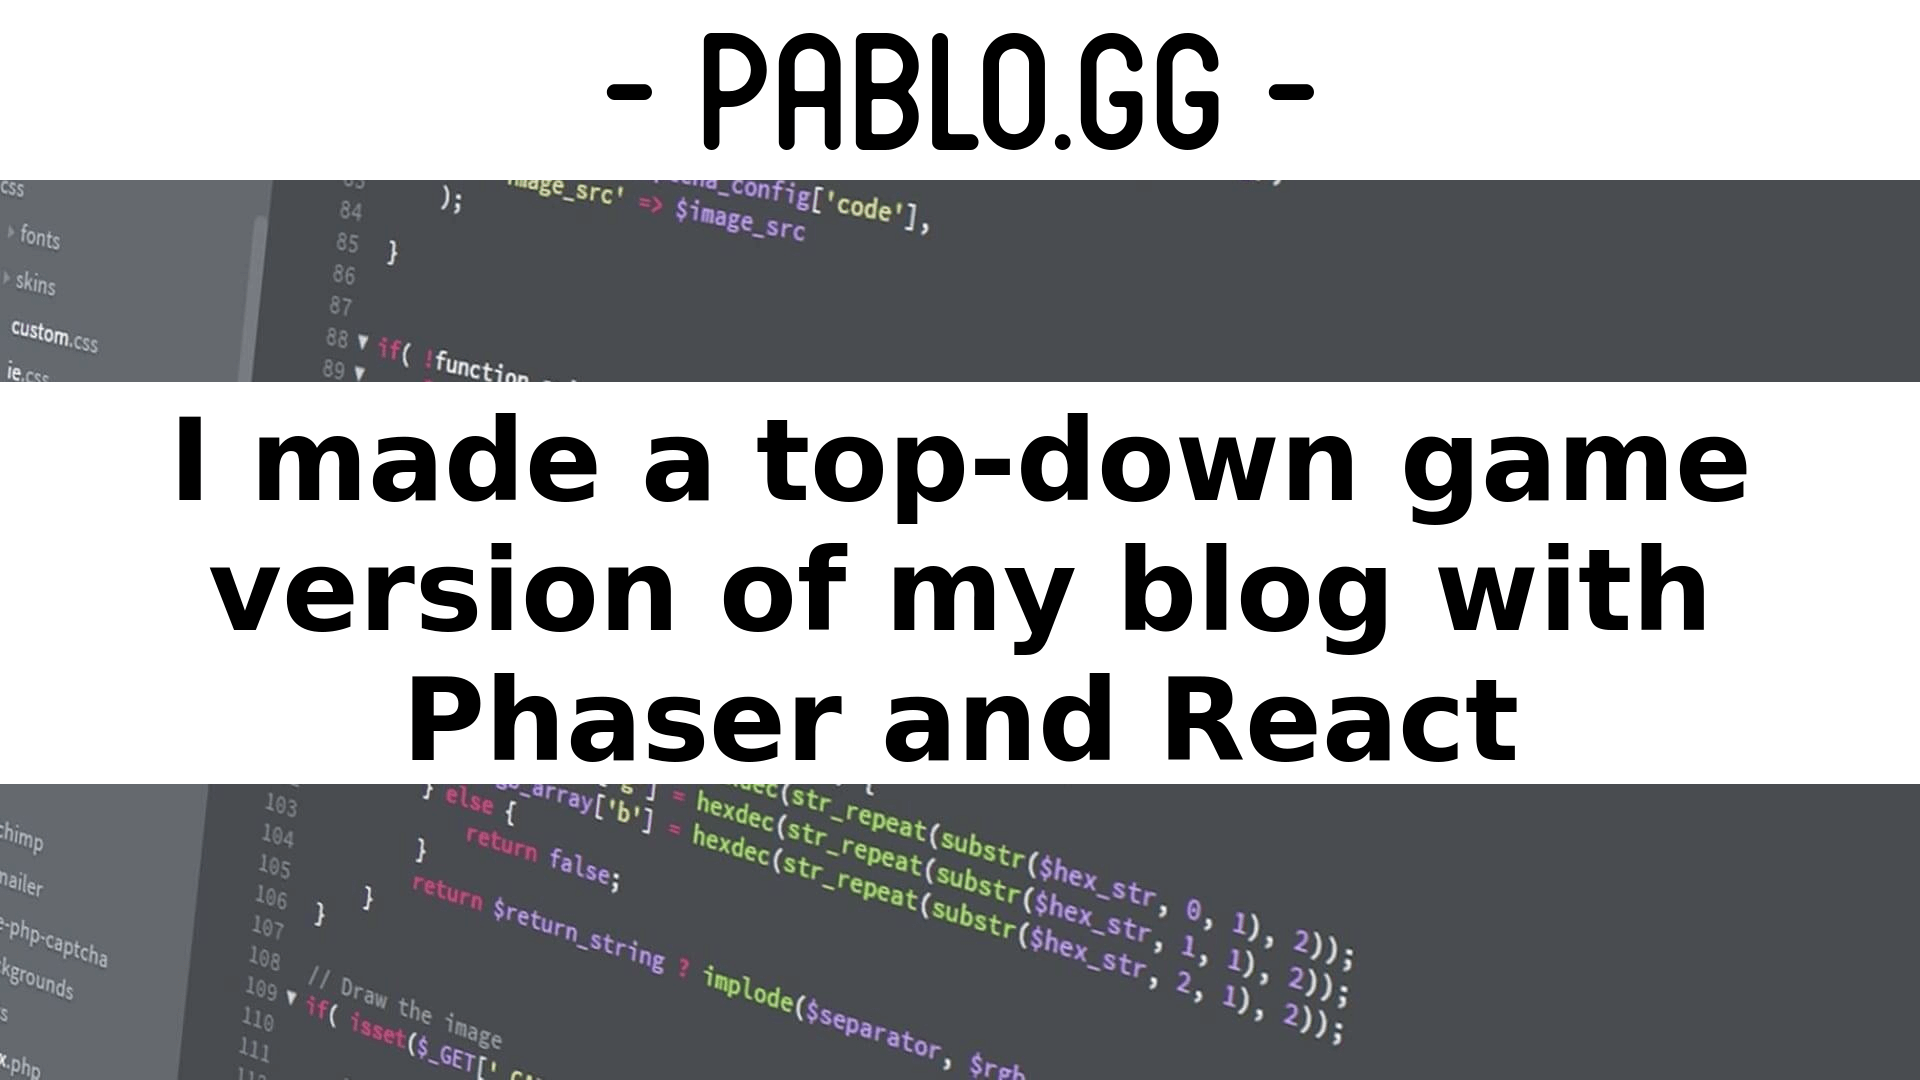 - PABLO.GG -
css
fonts
skins
custom.css
ie.css
83
84
85
86
87
88
89
image_src' => $image_src
_config['code'],
);
}
if( !function
I made a top-down game
version of my blog with
Phaser and React
chimp
mailer
e-php-captcha
kgrounds
s
x.php
103
104
105
106
107
108
109
110
111
hexdec(str_repeat(substr($hex_str, 0, 1), 2));
_array['b'] = hexdec(str_repeat(substr($hex_str, 1, 1), 2));
= hexdec(str_repeat(substr($hex_str, 2, 1), 2));
} else {
return false;
}
}
return $return_string ? implode($separator, $rgb
}
// Draw the image
if( isset($_GET['